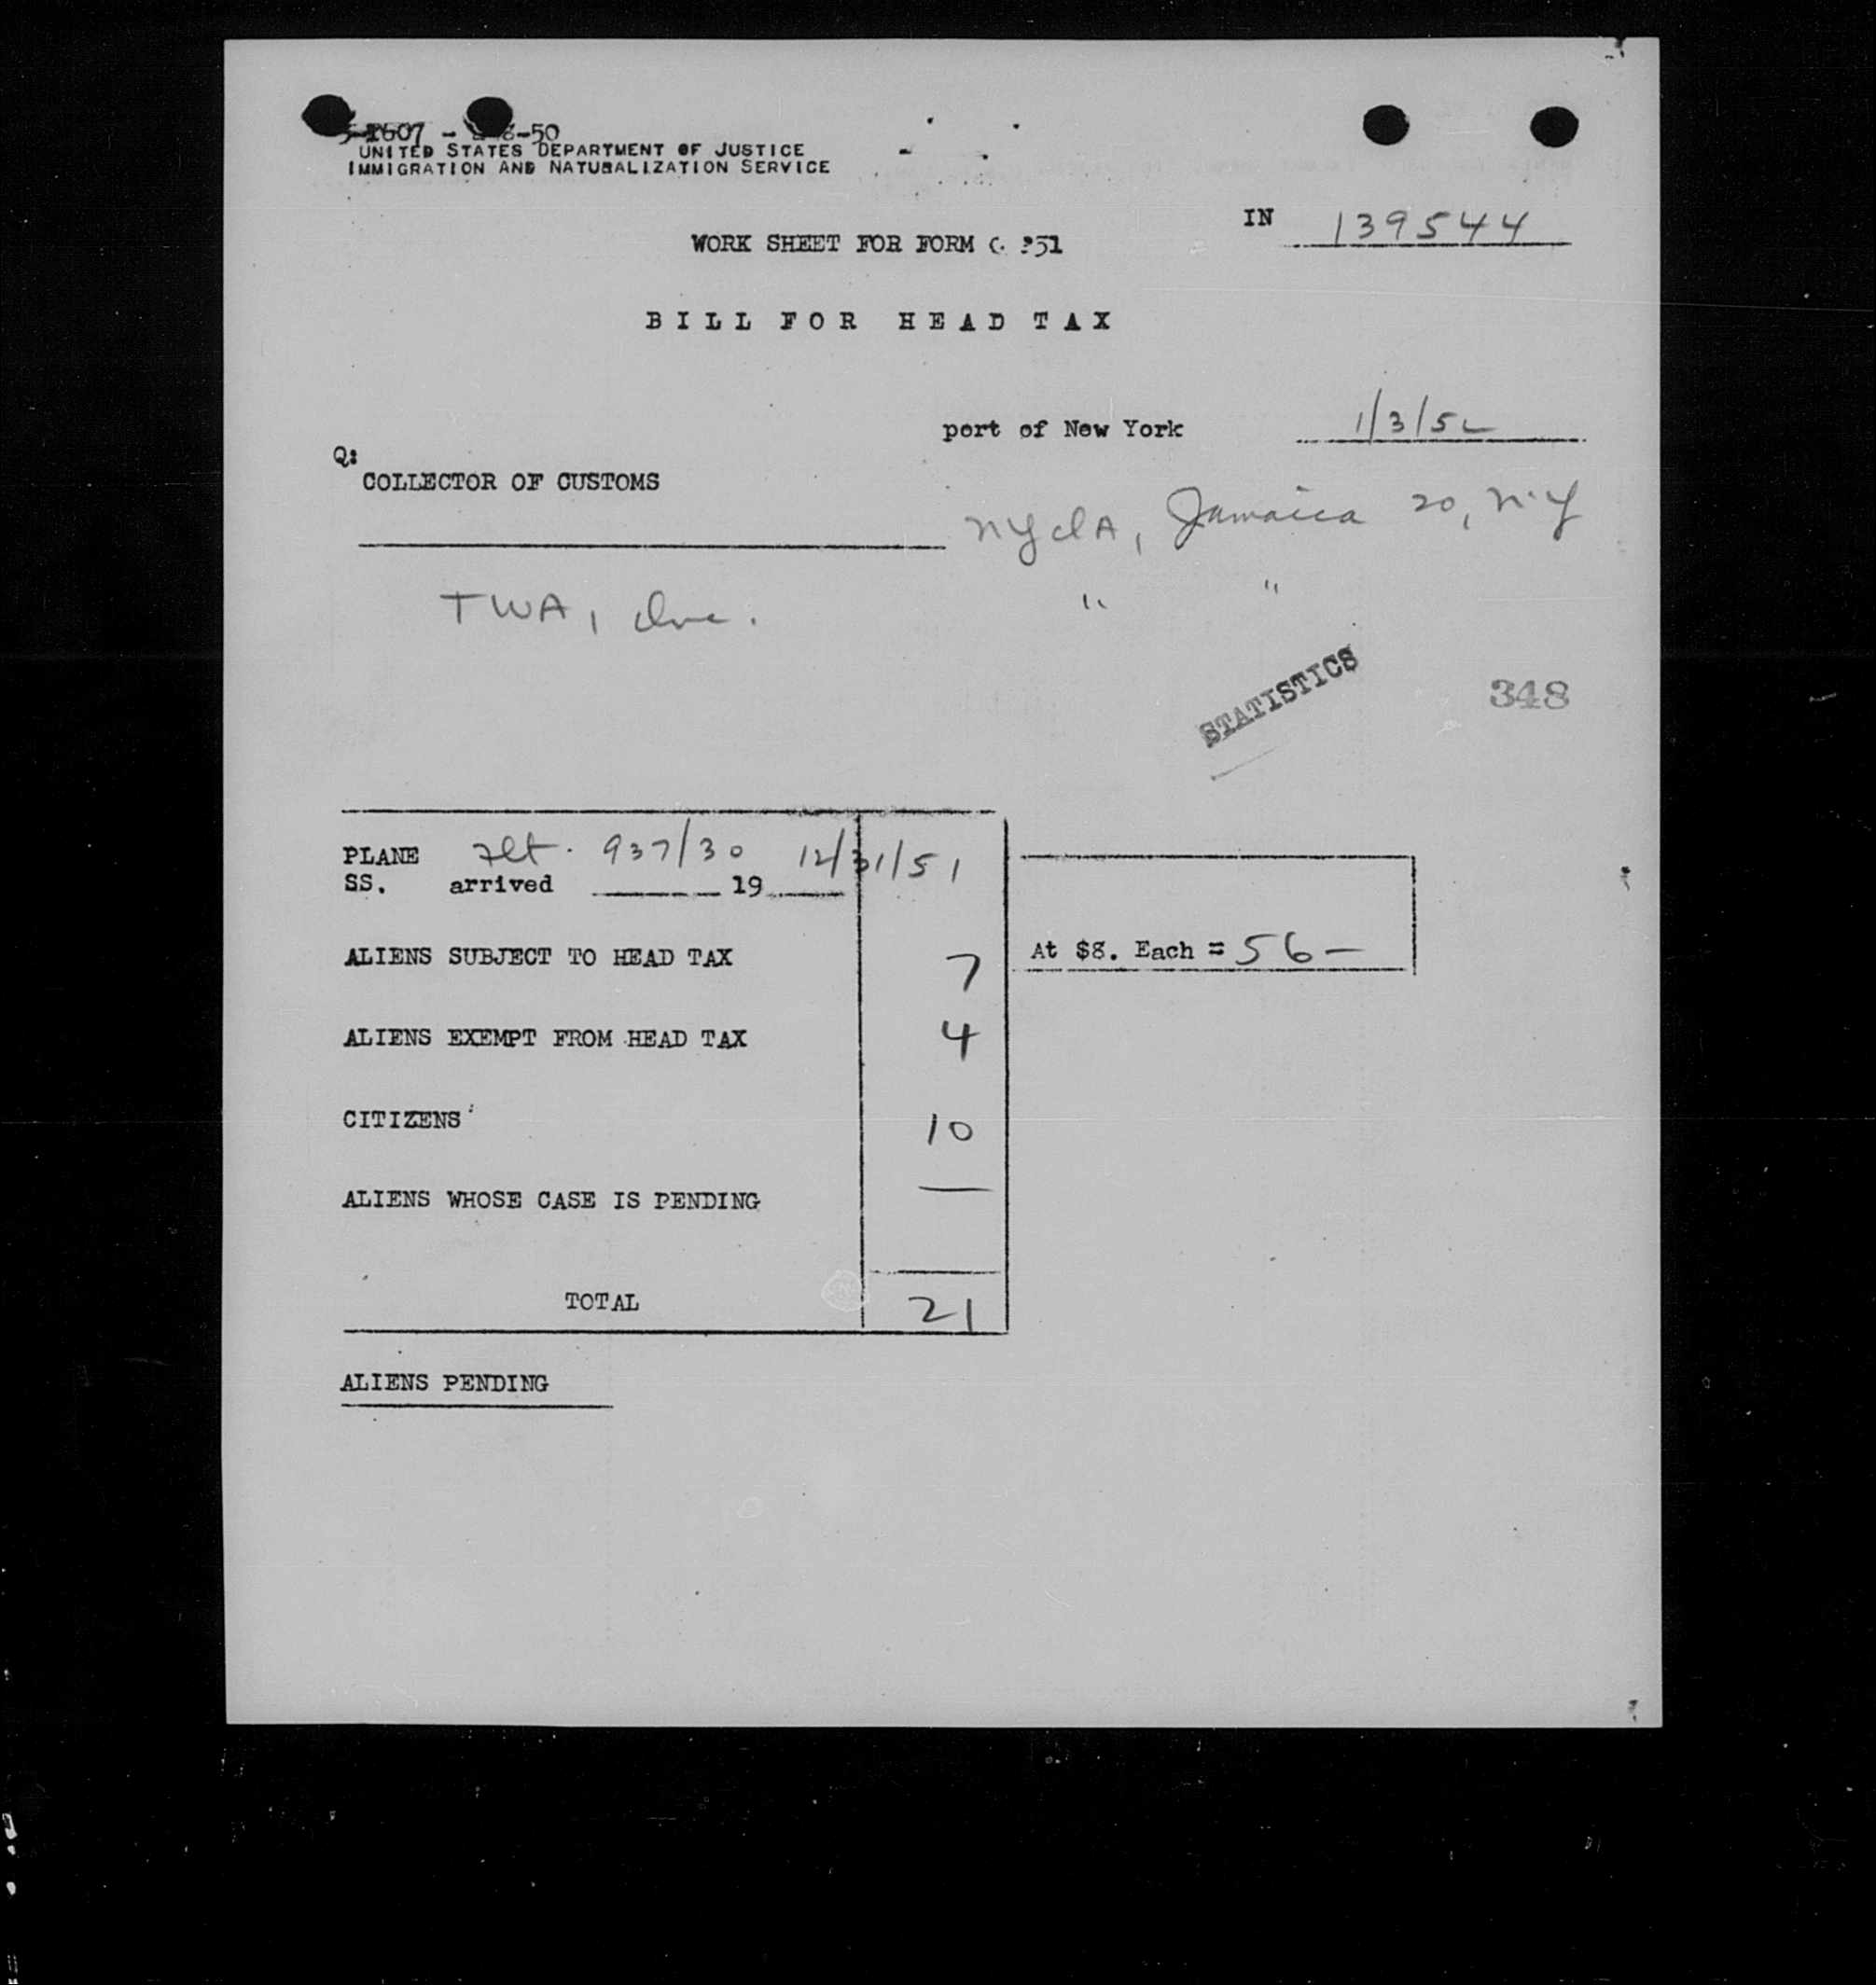 -50
UNITED STATES DEPARTMENT OF JUSTICE
IMMIGRATION AND NATURALIZATION SERVICE
IN 139544
WORK SHEET FOR FORM 51
BILL FOR HEAD TAX
port of New York 1/3/52
Q:
COLLECTOR OF CUSTOMS
NYIA, Jamaica 20, N.Y
" "
TWA, Inc.
STATISTICS
348
PLANE Flt. 937/30 12/31/51
SS. arrived 19
ALIENS SUBJECT TO HEAD TAX 7 At $8. Each = 56-
ALIENS EXEMPT FROM HEAD TAX 4
CITIZENS 10
ALIENS WHOSE CASE IS PENDING —
TOTAL 21
ALIENS PENDING